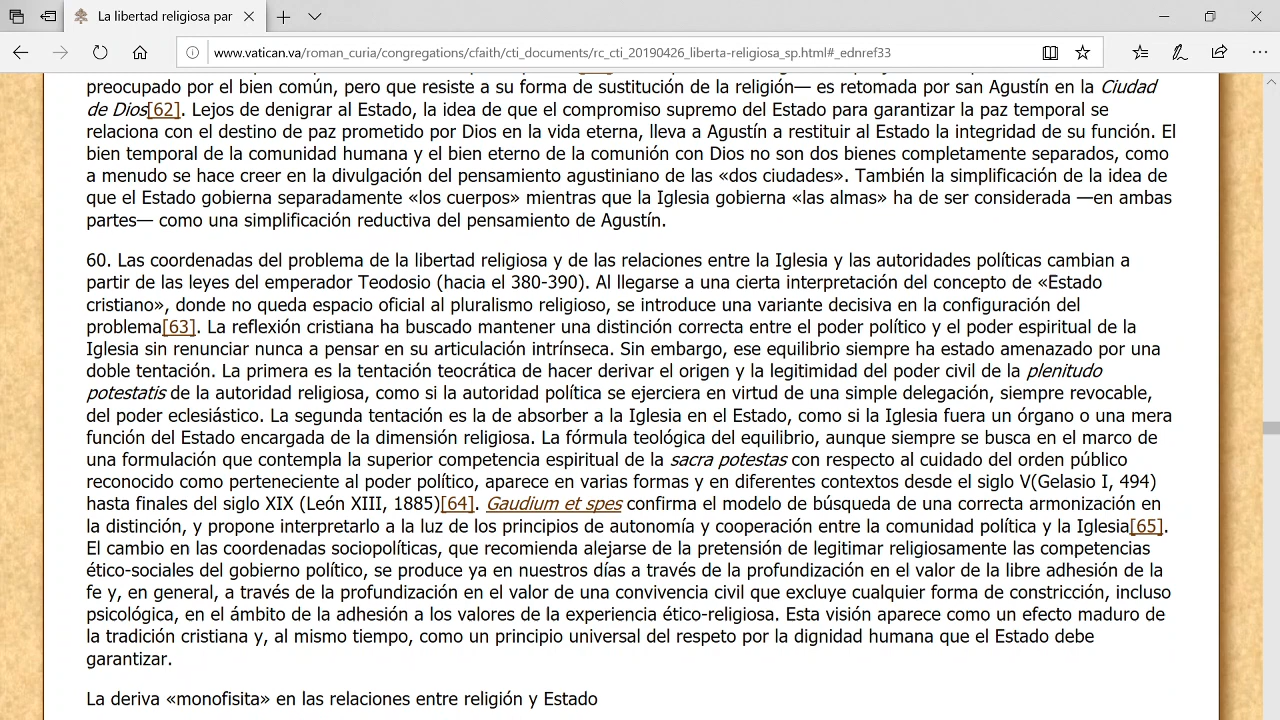 La libertad religiosa par
www.vatican.va/roman_curia/congregations/cfaith/cti_documents/rc_cti_20190426_liberta-religiosa_sp.html#_ednref33
preocupado por el bien común, pero que resiste a su forma de sustitución de la religión— es retomada por san Agustín en la Ciudad
de Dios[62]. Lejos de denigrar al Estado, la idea de que el compromiso supremo del Estado para garantizar la paz temporal se
relaciona con el destino de paz prometido por Dios en la vida eterna, lleva a Agustín a restituir al Estado la integridad de su función. El
bien temporal de la comunidad humana y el bien eterno de la comunión con Dios no son dos bienes completamente separados, como
a menudo se hace creer en la divulgación del pensamiento agustiniano de las «dos ciudades». También la simplificación de la idea de
que el Estado gobierna separadamente «los cuerpos» mientras que la Iglesia gobierna «las almas» ha de ser considerada —en ambas
partes— como una simplificación reductiva del pensamiento de Agustín.
60. Las coordenadas del problema de la libertad religiosa y de las relaciones entre la Iglesia y las autoridades políticas cambian a
partir de las leyes del emperador Teodosio (hacia el 380-390). Al llegarse a una cierta interpretación del concepto de «Estado
cristiano», donde no queda espacio oficial al pluralismo religioso, se introduce una variante decisiva en la configuración del
problema[63]. La reflexión cristiana ha buscado mantener una distinción correcta entre el poder político y el poder espiritual de la
Iglesia sin renunciar nunca a pensar en su articulación intrínseca. Sin embargo, ese equilibrio siempre ha estado amenazado por una
doble tentación. La primera es la tentación teocrática de hacer derivar el origen y la legitimidad del poder civil de la plenitudo
potestatis de la autoridad religiosa, como si la autoridad política se ejerciera en virtud de una simple delegación, siempre revocable,
del poder eclesiástico. La segunda tentación es la de absorber a la Iglesia en el Estado, como si la Iglesia fuera un órgano o una mera
función del Estado encargada de la dimensión religiosa. La fórmula teológica del equilibrio, aunque siempre se busca en el marco de
una formulación que contempla la superior competencia espiritual de la sacra potestas con respecto al cuidado del orden público
reconocido como perteneciente al poder político, aparece en varias formas y en diferentes contextos desde el siglo V(Gelasio I, 494)
hasta finales del siglo XIX (León XIII, 1885)[64]. Gaudium et spes confirma el modelo de búsqueda de una correcta armonización en
la distinción, y propone interpretarlo a la luz de los principios de autonomía y cooperación entre la comunidad política y la Iglesia[65].
El cambio en las coordenadas sociopolíticas, que recomienda alejarse de la pretensión de legitimar religiosamente las competencias
ético-sociales del gobierno político, se produce ya en nuestros días a través de la profundización en el valor de la libre adhesión de la
fe y, en general, a través de la profundización en el valor de una convivencia civil que excluye cualquier forma de constricción, incluso
psicológica, en el ámbito de la adhesión a los valores de la experiencia ético-religiosa. Esta visión aparece como un efecto maduro de
la tradición cristiana y, al mismo tiempo, como un principio universal del respeto por la dignidad humana que el Estado debe
garantizar.
La deriva «monofisita» en las relaciones entre religión y Estado